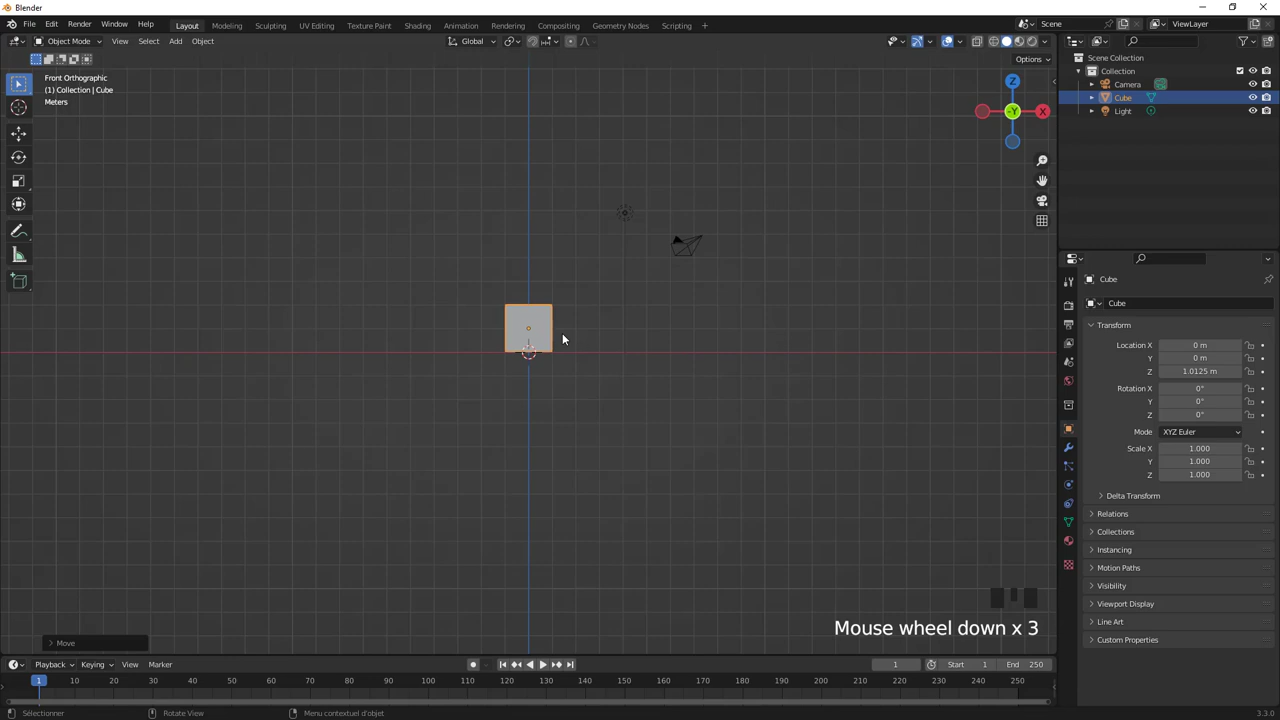 Blender
File Edit Render Window Help Layout Modeling Sculpting UV Editing Texture Paint Shading Animation Rendering Compositing Geometry Nodes Scripting + Scene ViewLayer
Object Mode View Select Add Object Global
Options
Front Orthographic
(1) Collection | Cube
Meters
Z
-Y
X
Scene Collection
Collection
Camera
Cube
Light
Cube
Cube
Transform
Location X 0 m
Y 0 m
Z 1.0125 m
Rotation X 0°
Y 0°
Z 0°
Mode XYZ Euler
Scale X 1.000
Y 1.000
Z 1.000
Delta Transform
Relations
Collections
Instancing
Motion Paths
Visibility
Viewport Display
Line Art
Custom Properties
Mouse wheel down x 3
Move
Playback Keying View Marker 1 Start 1 End 250
1 10 20 30 40 50 60 70 80 90 100 110 120 130 140 150 160 170 180 190 200 210 220 230 240 250
Sélectionner Rotate View Menu contextuel d'objet 3.3.0